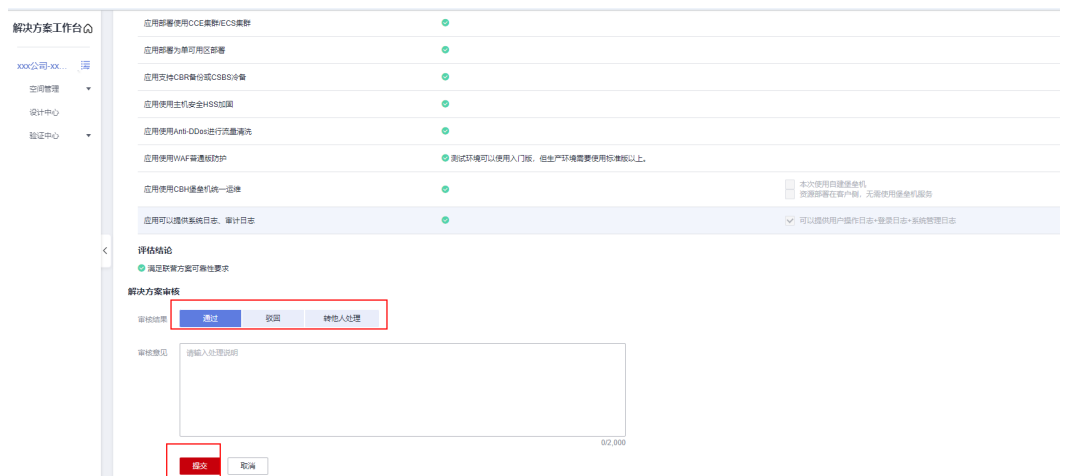 解决方案工作台
xxx公司-xx...
空间管理
设计中心
验证中心
应用部署使用CCE集群/ECS集群
应用部署为单可用区部署
应用支持CBR备份或CSBS冷备
应用使用主机安全HSS加固
应用使用Anti-DDos进行流量清洗
应用使用WAF普通版防护 测试环境可以使用入门版，但生产环境需要使用标准版以上。
应用使用CBH堡垒机统一运维
本次使用自建堡垒机
资源部署在客户侧，无需使用堡垒机服务
应用可以提供系统日志、审计日志 可以提供用户操作日志+登录日志+系统管理日志
评估结论
满足联营方案可靠性要求
解决方案审核
审核结果 通过 驳回 转他人处理
审核意见 请输入处理说明
0/2,000
提交 取消